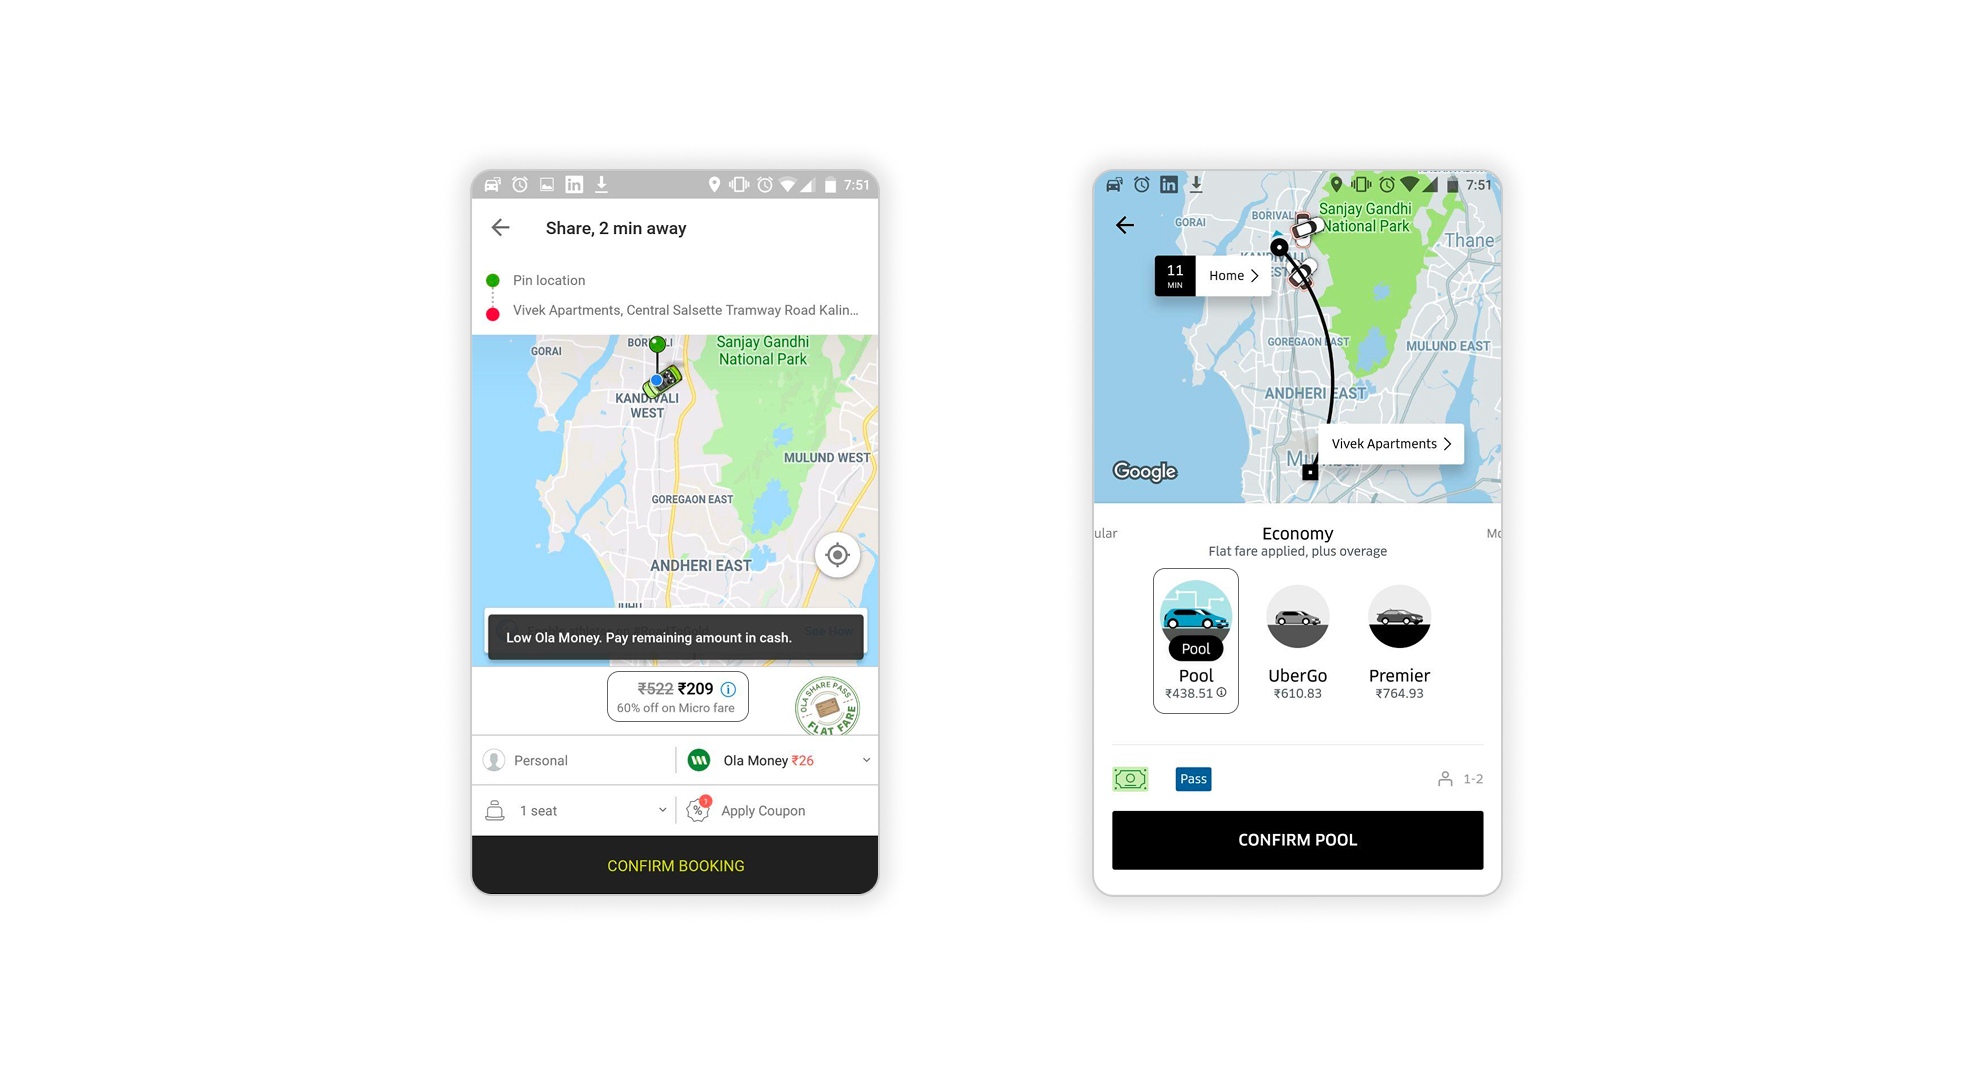 7:51
Share, 2 min away
Pin location
Vivek Apartments, Central Salsette Tramway Road Kalin...
GORAI
Sanjay Gandhi
National Park
KANDIVALI
WEST
MULUND WEST
GOREGAON EAST
ANDHERI EAST
JUHU
Low Ola Money. Pay remaining amount in cash.
₹522 ₹209
60% off on Micro fare
OLA SHARE PASS
FLAT FARE
Personal
Ola Money ₹26
1 seat
% 1
Apply Coupon
CONFIRM BOOKING
in
7:51
Sanjay Gandhi
National Park
GORAI
BORIVALI
Thane
11
MIN
Home
GOREGAON EAST
MULUND EAST
ANDHERI EAST
Vivek Apartments
Google
ular
Economy
Mo
Flat fare applied, plus overage
Pool
Pool
₹438.51
UberGo
₹610.83
Premier
₹764.93
Pass
1-2
CONFIRM POOL